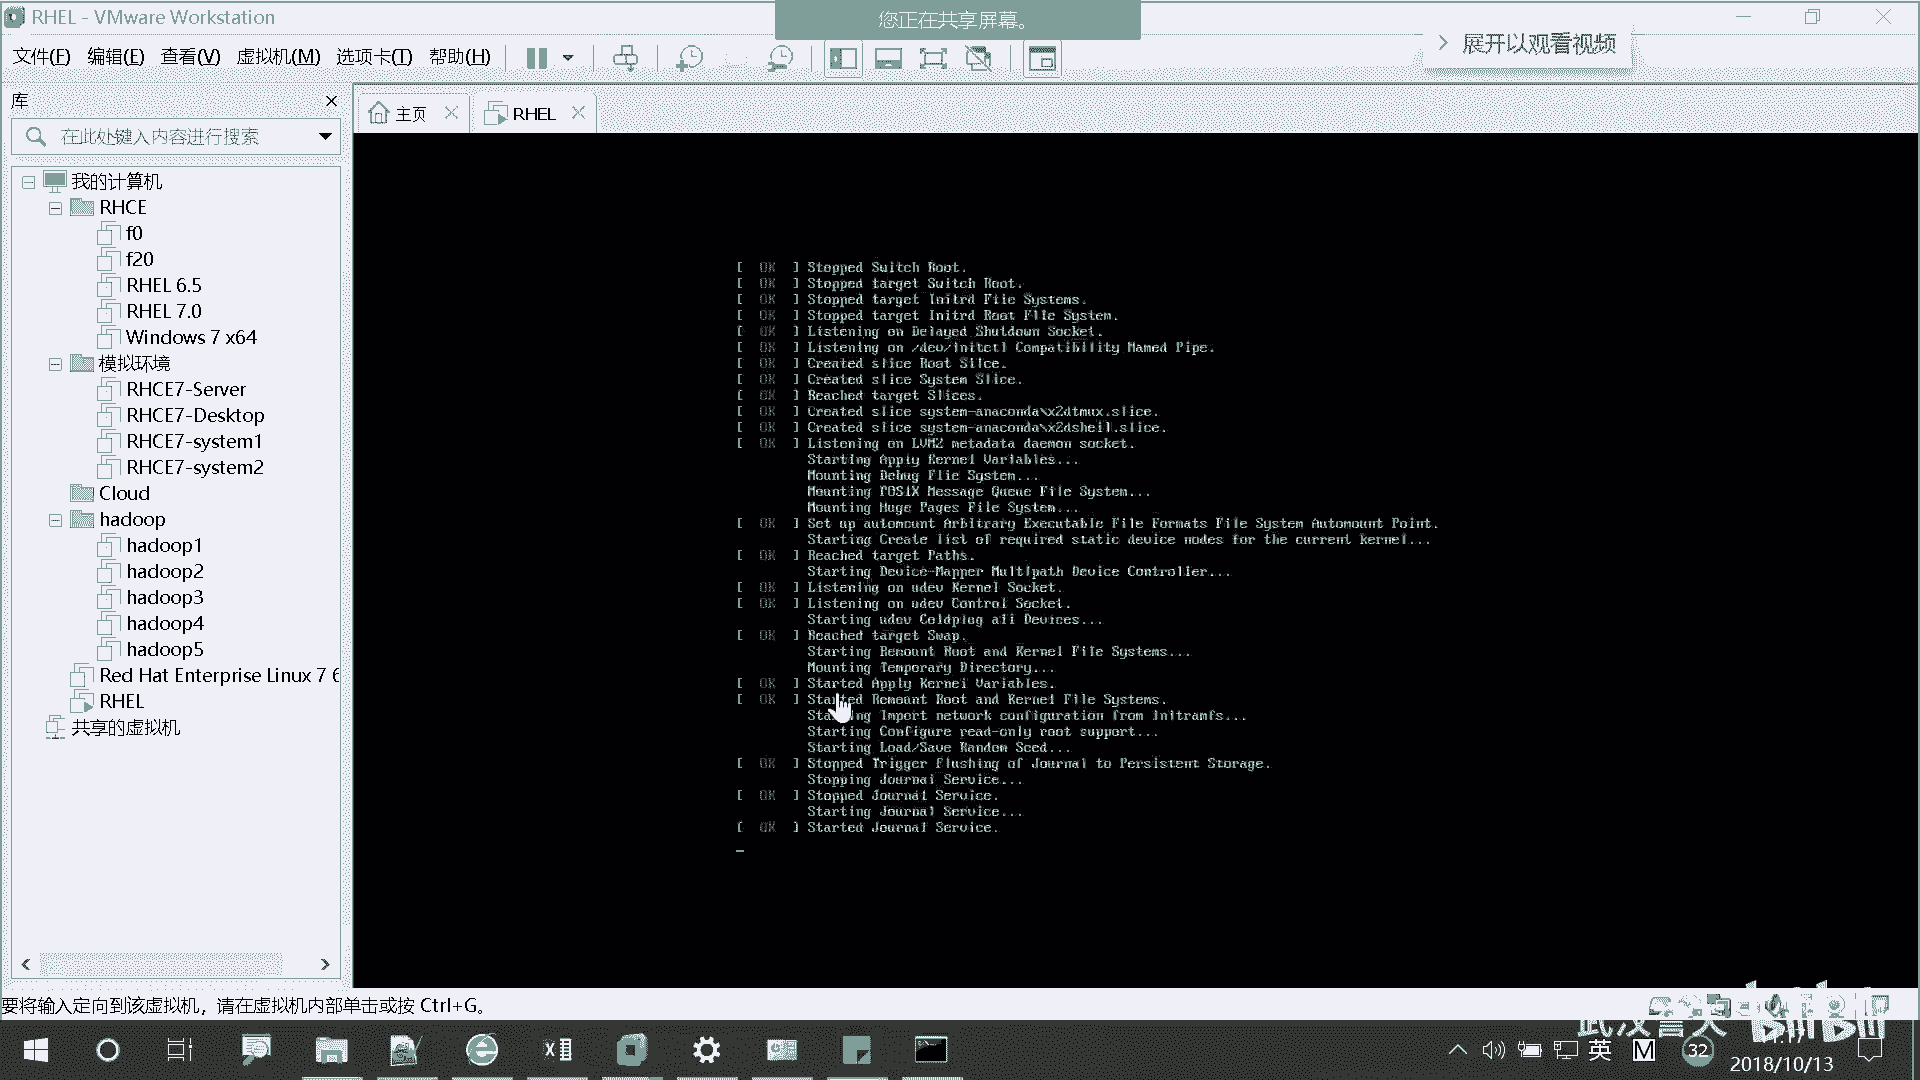 RHEL - VMware Workstation
您正在共享屏幕。
文件(F) 编辑(E) 查看(V) 虚拟机(M) 选项卡(T) 帮助(H)
展开以观看视频
库
在此处键入内容进行搜索
主页
RHEL
我的计算机
RHCE
f0
f20
RHEL 6.5
RHEL 7.0
Windows 7 x64
模拟环境
RHCE7-Server
RHCE7-Desktop
RHCE7-system1
RHCE7-system2
Cloud
hadoop
hadoop1
hadoop2
hadoop3
hadoop4
hadoop5
Red Hat Enterprise Linux 7 6
RHEL
共享的虚拟机
[ OK ] Stopped Switch Root.
[ OK ] Stopped target Switch Root.
[ OK ] Stopped target Initrd File Systems.
[ OK ] Stopped target Initrd Root File System.
[ OK ] Listening on Delayed Shutdown Socket.
[ OK ] Listening on /dev/initctl Compatibility Named Pipe.
[ OK ] Created slice Root Slice.
[ OK ] Created slice System Slice.
[ OK ] Reached target Slices.
[ OK ] Created slice system-anaconda\x2dtmux.slice.
[ OK ] Created slice system-anaconda\x2dshell.slice.
[ OK ] Listening on LVM2 metadata daemon socket.
Starting Apply Kernel Variables...
Mounting Debug File System...
Mounting POSIX Message Queue File System...
Mounting Huge Pages File System...
[ OK ] Set up automount Arbitrary Executable File Formats File System Automount Point.
Starting Create list of required static device nodes for the current kernel...
[ OK ] Reached target Paths.
Starting Device-Mapper Multipath Device Controller...
[ OK ] Listening on udev Kernel Socket.
[ OK ] Listening on udev Control Socket.
Starting udev Coldplug all Devices...
[ OK ] Reached target Swap.
Starting Remount Root and Kernel File Systems...
Mounting Temporary Directory...
[ OK ] Started Apply Kernel Variables.
[ OK ] Started Remount Root and Kernel File Systems.
Starting Import network configuration from initramfs...
Starting Configure read-only root support...
Starting Load/Save Random Seed...
[ OK ] Stopped Trigger Flushing of Journal to Persistent Storage.
Stopping Journal Service...
[ OK ] Stopped Journal Service.
Starting Journal Service...
[ OK ] Started Journal Service.
要将输入定向到该虚拟机，请在虚拟机内部单击或按 Ctrl+G。
bilibili
英
M
32
2018/10/13